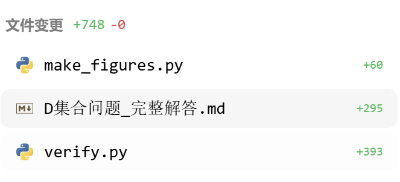 文件变更 +748 -0
make_figures.py +60
D集合问题_完整解答.md +295
verify.py +393